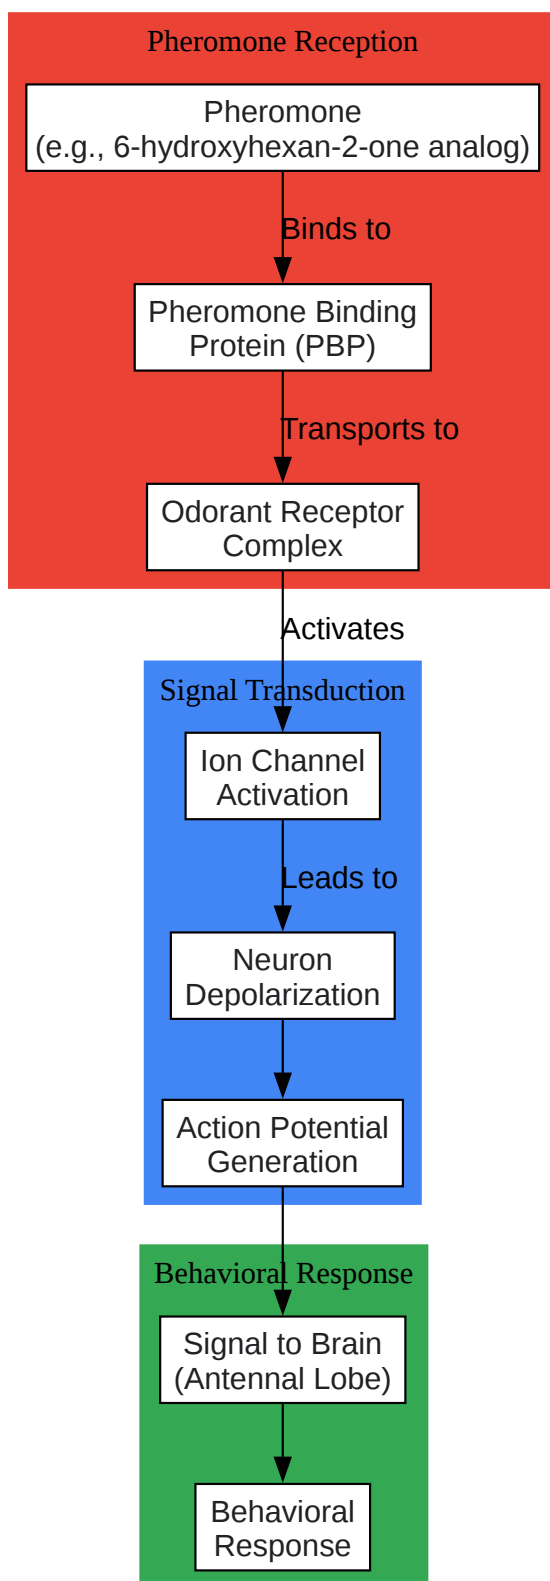 Pheromone Reception
Pheromone
(e.g., 6-hydroxyhexan-2-one analog)
Binds to
Pheromone Binding
Protein (PBP)
Transports to
Odorant Receptor
Complex
Activates
Signal Transduction
Ion Channel
Activation
Leads to
Neuron
Depolarization
Action Potential
Generation
Behavioral Response
Signal to Brain
(Antennal Lobe)
Behavioral
Response